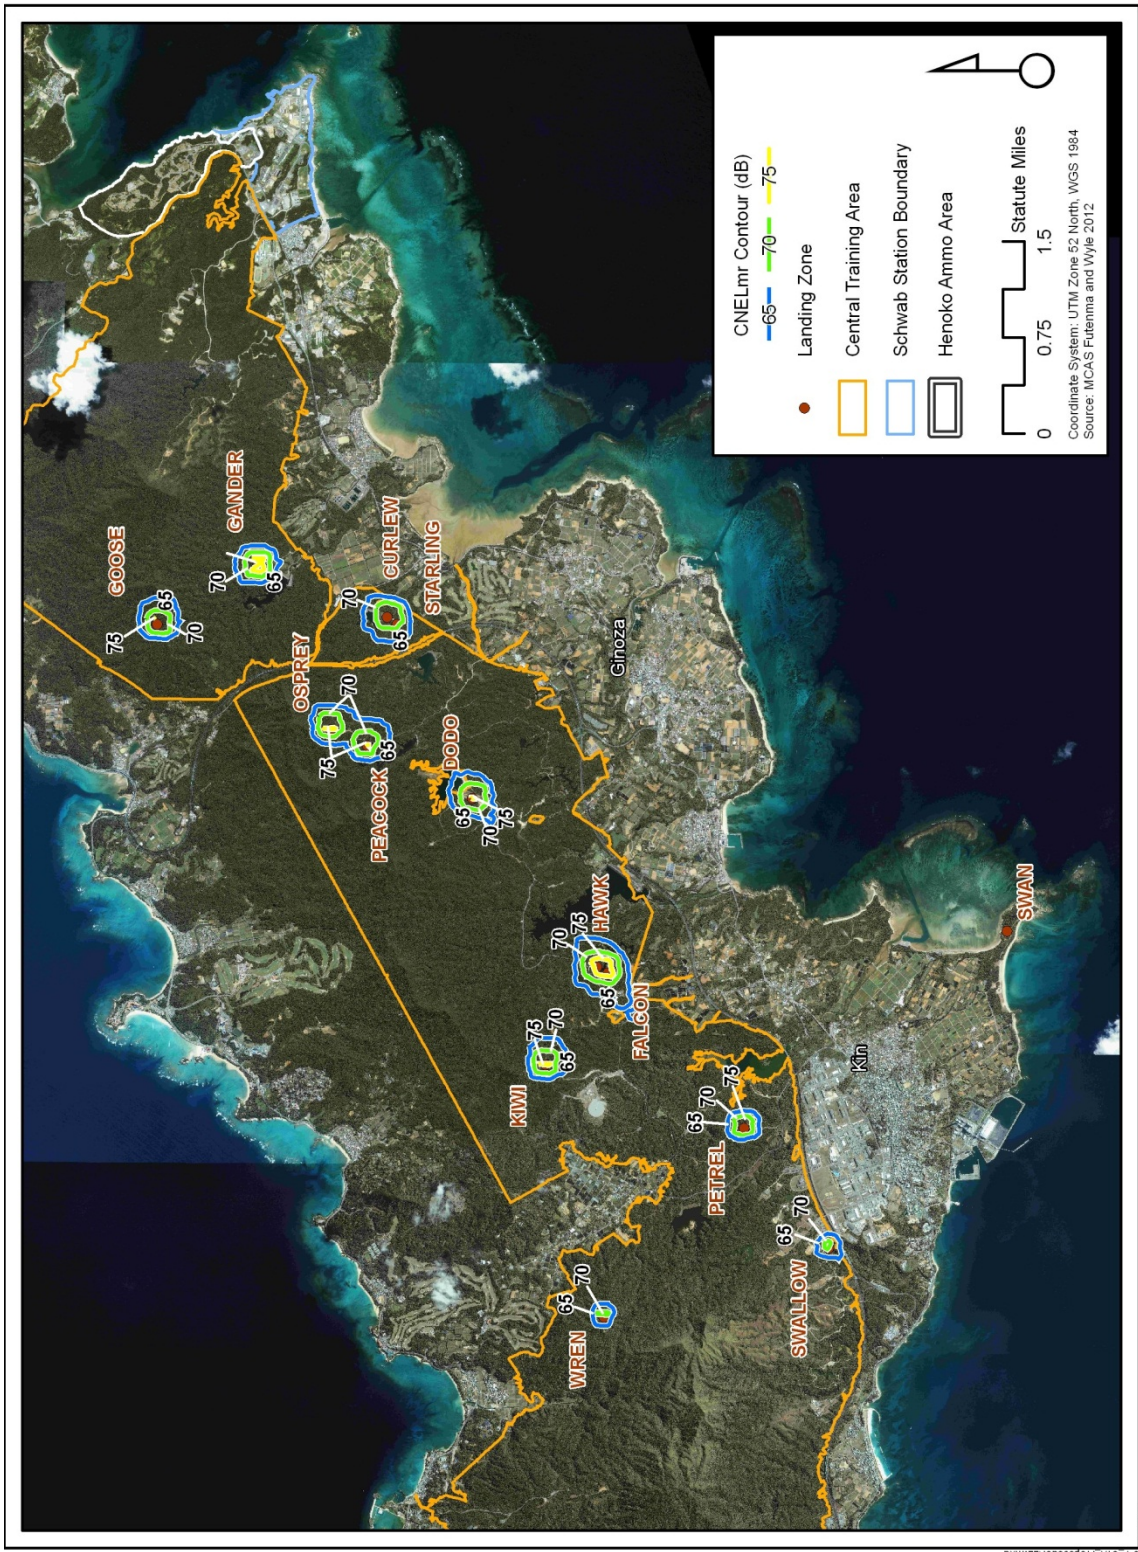 GOOSE
75
65
70
GANDER
70
65
OSPREY
70
75
65
PEACOCK
CURLEW
STARLING
70
65
DODO
65
70
75
HAWK
75
70
65
FALCON
KIWI
75
70
65
PETREL
65
70
75
WREN
65
70
SWALLOW
65
70
SWAN
Ginoza
Kin
CNELmr Contour (dB)
65 70 75
Landing Zone
Central Training Area
Schwab Station Boundary
Henoko Ammo Area
Statute Miles
0 0.75 1.5
Coordinate System: UTM Zone 52 North, WGS 1984
Source: MCAS Futenma and Wyle 2012